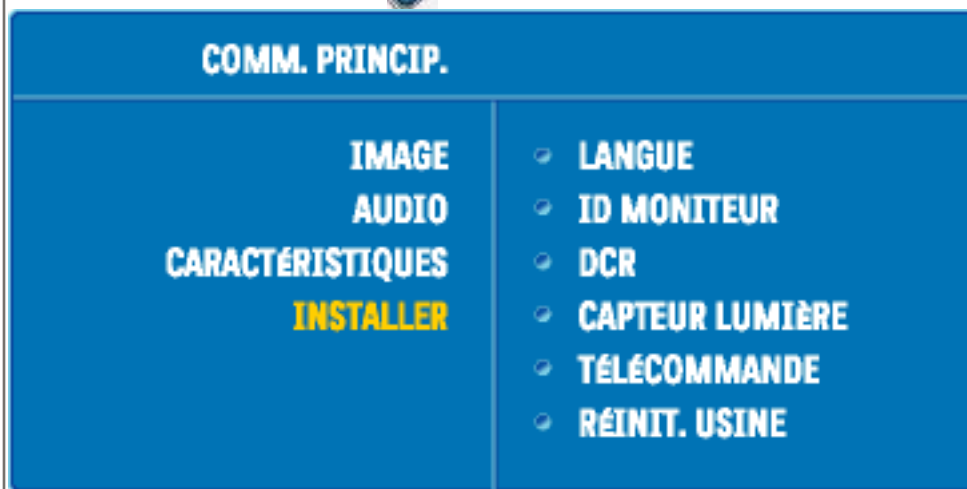 COMM. PRINCIP.
IMAGE
AUDIO
CARACTÉRISTIQUES
INSTALLER
LANGUE
ID MONITEUR
DCR
CAPTEUR LUMIÈRE
TÉLÉCOMMANDE
RÉINIT. USINE